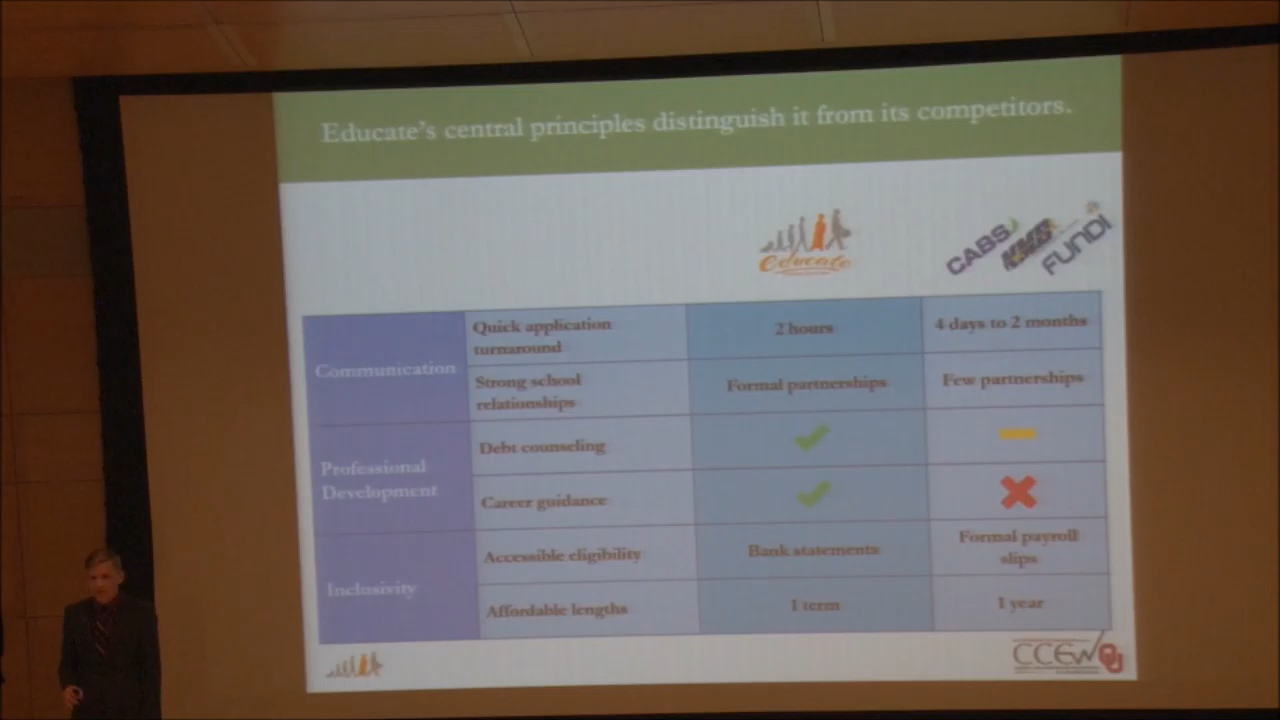 Educate's central principles distinguish it from its competitors.
educate
CABS
FUNDI
Communication
Quick application
turnaround
2 hours
4 days to 2 months
Strong school
relationships
Formal partnerships
Few partnerships
Professional
Development
Debt counseling
Career guidance
Inclusivity
Accessible eligibility
Bank statements
Formal payroll
slips
Affordable lengths
1 term
1 year
CCEW
OU